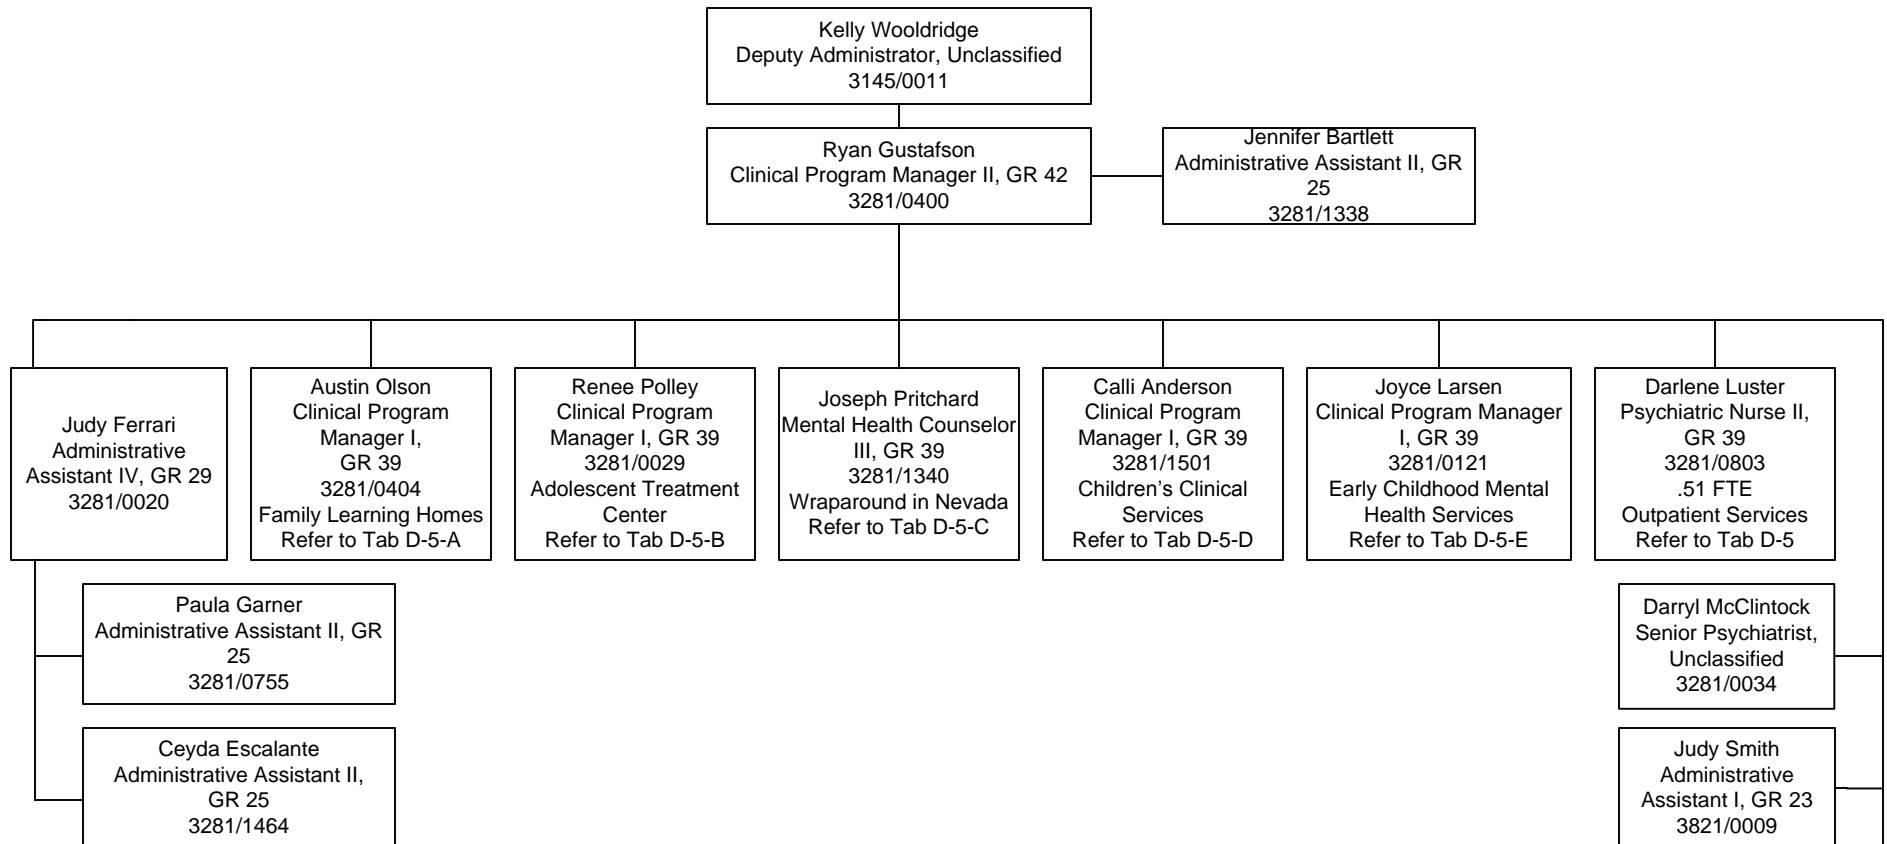 Kelly Wooldridge
Deputy Administrator, Unclassified
3145/0011
Ryan Gustafson
Clinical Program Manager II, GR 42
3281/0400
Jennifer Bartlett
Administrative Assistant II, GR
25
3281/1338
Judy Ferrari
Administrative
Assistant IV, GR 29
3281/0020
Austin Olson
Clinical Program
Manager I,
GR 39
3281/0404
Family Learning Homes
Refer to Tab D-5-A
Renee Polley
Clinical Program
Manager I, GR 39
3281/0029
Adolescent Treatment
Center
Refer to Tab D-5-B
Joseph Pritchard
Mental Health Counselor
III, GR 39
3281/1340
Wraparound in Nevada
Refer to Tab D-5-C
Calli Anderson
Clinical Program
Manager I, GR 39
3281/1501
Children's Clinical
Services
Refer to Tab D-5-D
Joyce Larsen
Clinical Program Manager
I, GR 39
3281/0121
Early Childhood Mental
Health Services
Refer to Tab D-5-E
Darlene Luster
Psychiatric Nurse II,
GR 39
3281/0803
.51 FTE
Outpatient Services
Refer to Tab D-5
Paula Garner
Administrative Assistant II, GR
25
3281/0755
Darryl McClintock
Senior Psychiatrist,
Unclassified
3281/0034
Ceyda Escalante
Administrative Assistant II,
GR 25
3281/1464
Judy Smith
Administrative
Assistant I, GR 23
3821/0009